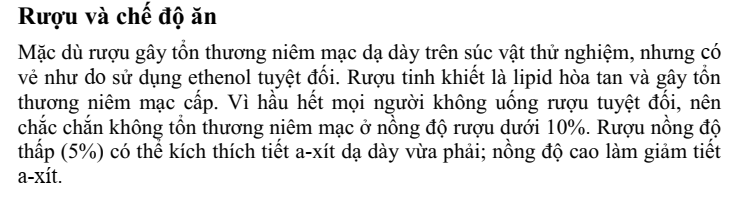 Rượu và chế độ ăn
Mặc dù rượu gây tổn thương niêm mạc dạ dày trên súc vật thử nghiệm, nhưng có
vẻ như do sử dụng ethenol tuyệt đối. Rượu tinh khiết là lipid hòa tan và gây tổn
thương niêm mạc cấp. Vì hầu hết mọi người không uống rượu tuyệt đối, nên
chắc chắn không tổn thương niêm mạc ở nồng độ rượu dưới 10%. Rượu nồng độ
thấp (5%) có thể kích thích tiết a-xít dạ dày vừa phải; nồng độ cao làm giảm tiết
a-xít.